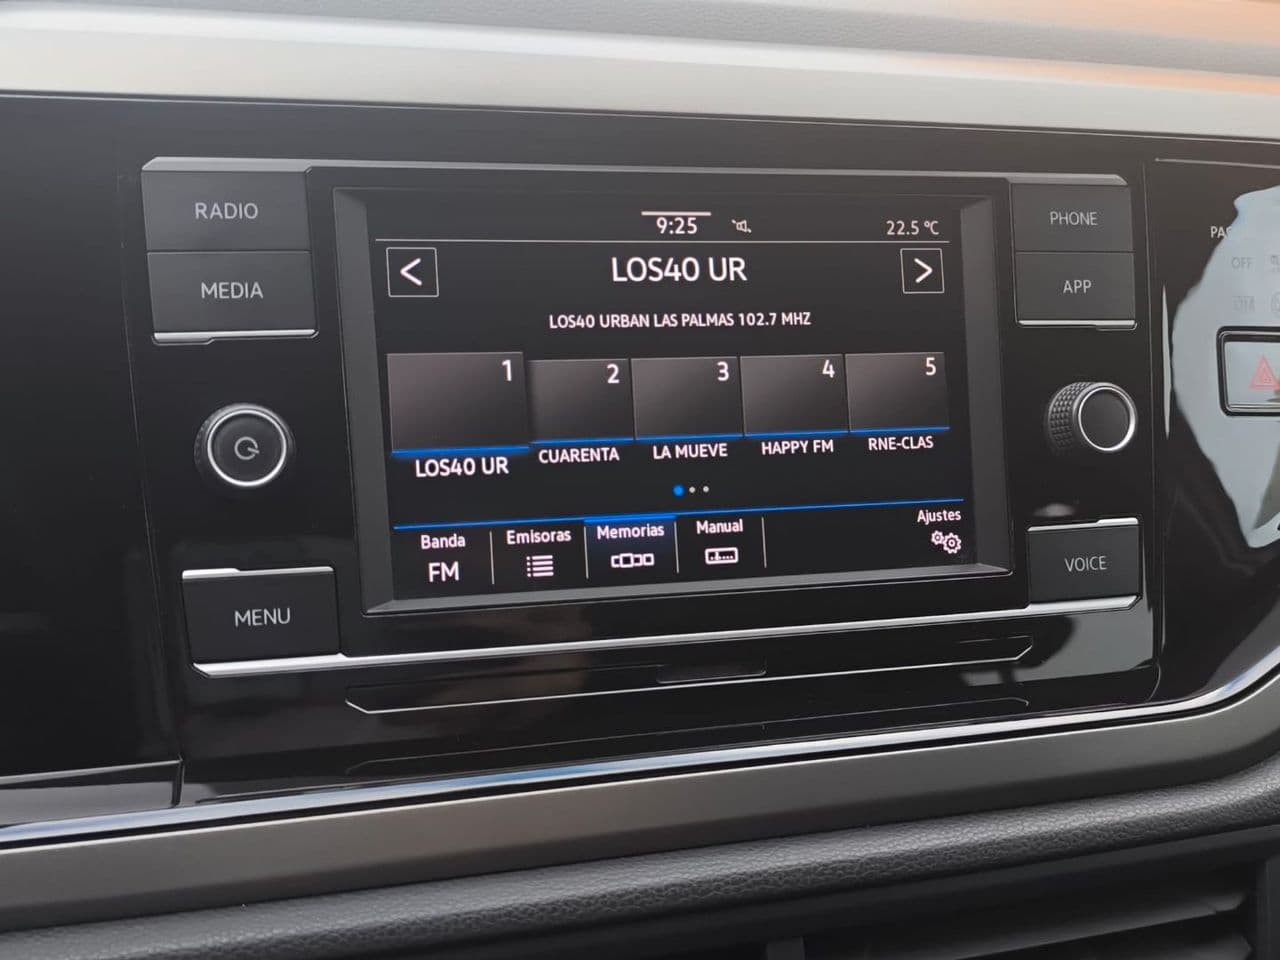 RADIO
MEDIA
MENU
9:25
22.5 °C
<
LOS40 UR
>
LOS40 URBAN LAS PALMAS 102.7 MHZ
1
2
3
4
5
LOS40 UR
CUARENTA
LA MUEVE
HAPPY FM
RNE-CLAS
Banda
FM
Emisoras
Memorias
Manual
Ajustes
PHONE
APP
VOICE
OFF